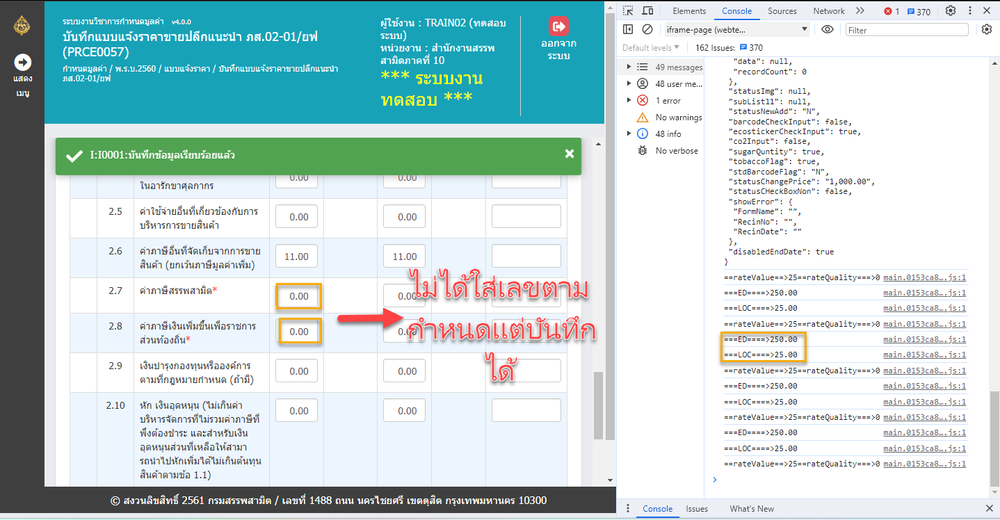 แสดง
เมนู
ระบบงานวิชาการกำหนดมูลค่า v4.0.0
บันทึกแบบแจ้งราคาขายปลีกแนะนำ ภส.02-01/ยฟ
(PRCE0057)
กำหนดมูลค่า / พ.ร.บ.2560 / แบบแจ้งราคา / บันทึกแบบแจ้งราคาขายปลีกแนะนำ
ภส.02-01/ยฟ
ผู้ใช้งาน : TRAIN02 (ทดสอบ
ระบบ)
หน่วยงาน : สำนักงานสรรพ
สามิตภาคที่ 10
*** ระบบงาน
ทดสอบ ***
ออกจาก
ระบบ
I:I0001:บันทึกข้อมูลเรียบร้อยแล้ว
ในอารักขาศุลกากร
0.00 0.00
2.5 ค่าใช้จ่ายอื่นที่เกี่ยวข้องกับการ
บริหารการขายสินค้า
0.00 0.00
2.6 ค่าภาษีอื่นที่จัดเก็บจากการขาย
สินค้า (ยกเว้นภาษีมูลค่าเพิ่ม)
11.00 11.00
2.7 ค่าภาษีสรรพสามิต*
0.00 0.00
2.8 ค่าภาษีเงินเพิ่มขึ้นเพื่อราชการ
ส่วนท้องถิ่น*
0.00 0.00
2.9 เงินบำรุงกองทุนหรือองค์การ
ตามที่กฎหมายกำหนด (ถ้ามี)
0.00 0.00
2.10 หัก เงินอุดหนุน (ไม่เกินค่า
บริหารจัดการที่ไม่รวมค่าภาษีที่
พึงต้องชำระ และสำหรับเงิน
อุดหนุนส่วนที่เหลือให้สามา
รถนำไปหักเพิ่มได้ไม่เกินต้นทุน
สินค้าตามข้อ 1.1)
0.00 0.00
ไม่ได้ใส่เลขตาม
กำหนดแต่บันทึก
ได้
© สงวนลิขสิทธิ์ 2561 กรมสรรพสามิต / เลขที่ 1488 ถนน นครไชยศรี เขตดุสิต กรุงเทพมหานคร 10300
Elements Console Sources Network 1 370
iframe-page (webte... Filter
Default levels 162 Issues: 370
49 messages
48 user me...
1 error
No warnings
48 info
No verbose
"data": null,
"recordCount": 0
},
"statusImg": null,
"subList11": null,
"statusNewAdd": "N",
"barcodeCheckInput": false,
"ecostickerCheckInput": true,
"co2Input": false,
"sugarQuntity": true,
"tobaccoFlag": true,
"stdBarcodeFlag": "N",
"statusChangePrice": "1,000.00",
"statusCHeckBoxNon": false,
"showError": {
"FormName": "",
"RecinNo": "",
"RecinDate": ""
},
"disabledEndDate": true
}
==rateValue==>25==rateQuality===>0 main.0153ca8….js:1
===ED====>250.00 main.0153ca8….js:1
===LOC====>25.00 main.0153ca8….js:1
==rateValue==>25==rateQuality===>0 main.0153ca8….js:1
===ED====>250.00 main.0153ca8….js:1
===LOC====>25.00 main.0153ca8….js:1
==rateValue==>25==rateQuality===>0 main.0153ca8….js:1
===ED====>250.00 main.0153ca8….js:1
===LOC====>25.00 main.0153ca8….js:1
==rateValue==>25==rateQuality===>0 main.0153ca8….js:1
===ED====>250.00 main.0153ca8….js:1
===LOC====>25.00 main.0153ca8….js:1
==rateValue==>25==rateQuality===>0 main.0153ca8….js:1
Console Issues What's New